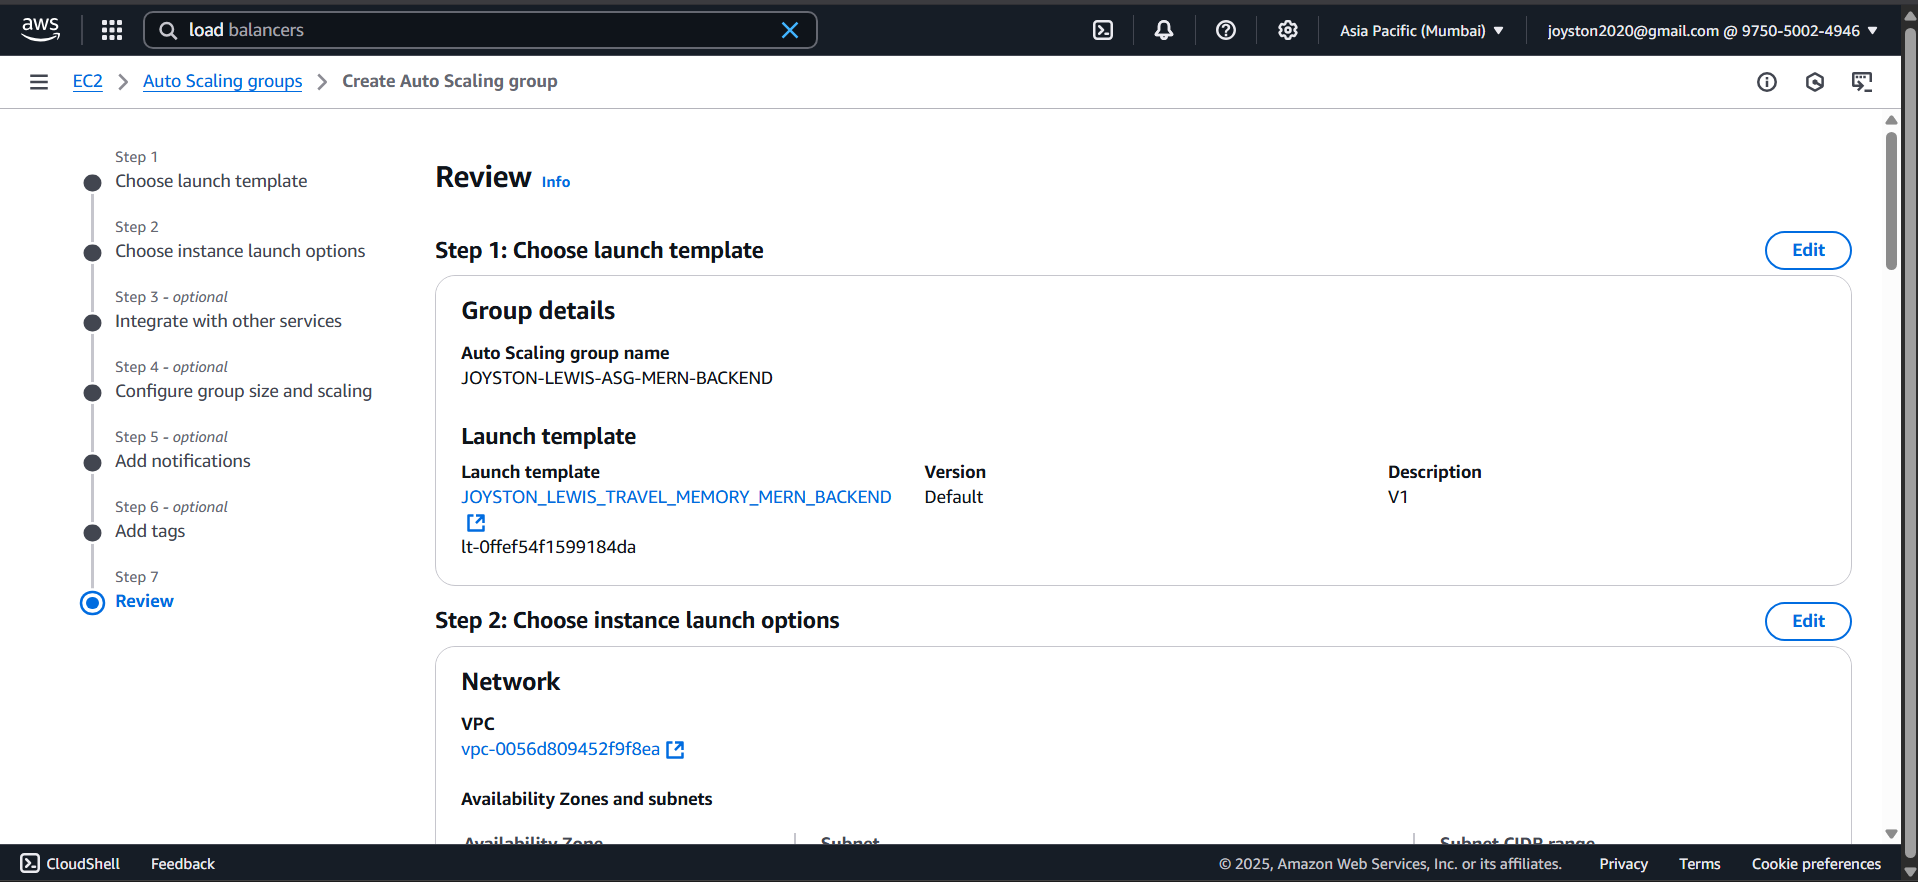 aws
load balancers
Asia Pacific (Mumbai)
joyston2020@gmail.com @ 9750-5002-4946
EC2
Auto Scaling groups
Create Auto Scaling group
Step 1
Choose launch template
Step 2
Choose instance launch options
Step 3 - optional
Integrate with other services
Step 4 - optional
Configure group size and scaling
Step 5 - optional
Add notifications
Step 6 - optional
Add tags
Step 7
Review
Review Info
Step 1: Choose launch template
Edit
Group details
Auto Scaling group name
JOYSTON-LEWIS-ASG-MERN-BACKEND
Launch template
Launch template
JOYSTON_LEWIS_TRAVEL_MEMORY_MERN_BACKEND
lt-0ffef54f1599184da
Version
Default
Description
V1
Step 2: Choose instance launch options
Edit
Network
VPC
vpc-0056d809452f9f8ea
Availability Zones and subnets
Availability Zone
Subnet
Subnet CIDR range
CloudShell
Feedback
© 2025, Amazon Web Services, Inc. or its affiliates.
Privacy
Terms
Cookie preferences